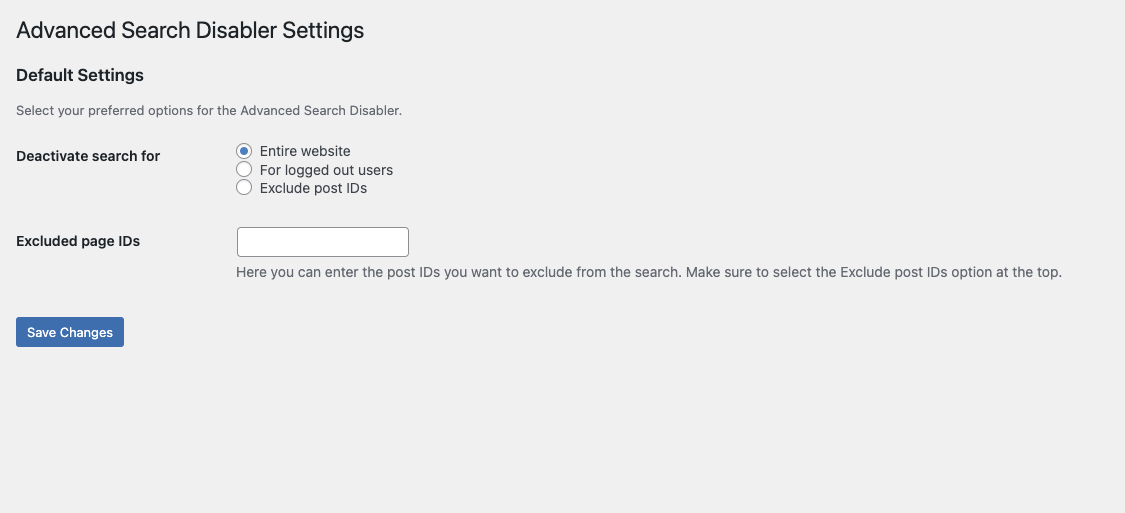 Advanced Search Disabler Settings
Default Settings
Select your preferred options for the Advanced Search Disabler.
Deactivate search for
Entire website
For logged out users
Exclude post IDs
Excluded page IDs
Here you can enter the post IDs you want to exclude from the search. Make sure to select the Exclude post IDs option at the top.
Save Changes